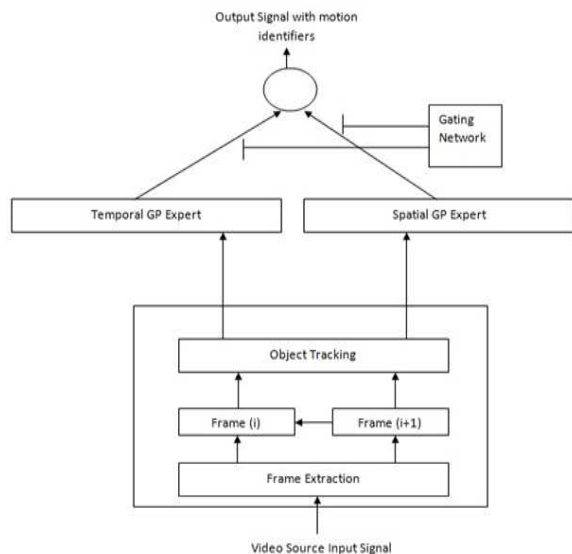 Output Signal with motion
identifiers
Gating
Network
Temporal GP Expert
Spatial GP Expert
Object Tracking
Frame (i)
Frame (i+1)
Frame Extraction
Video Source Input Signal